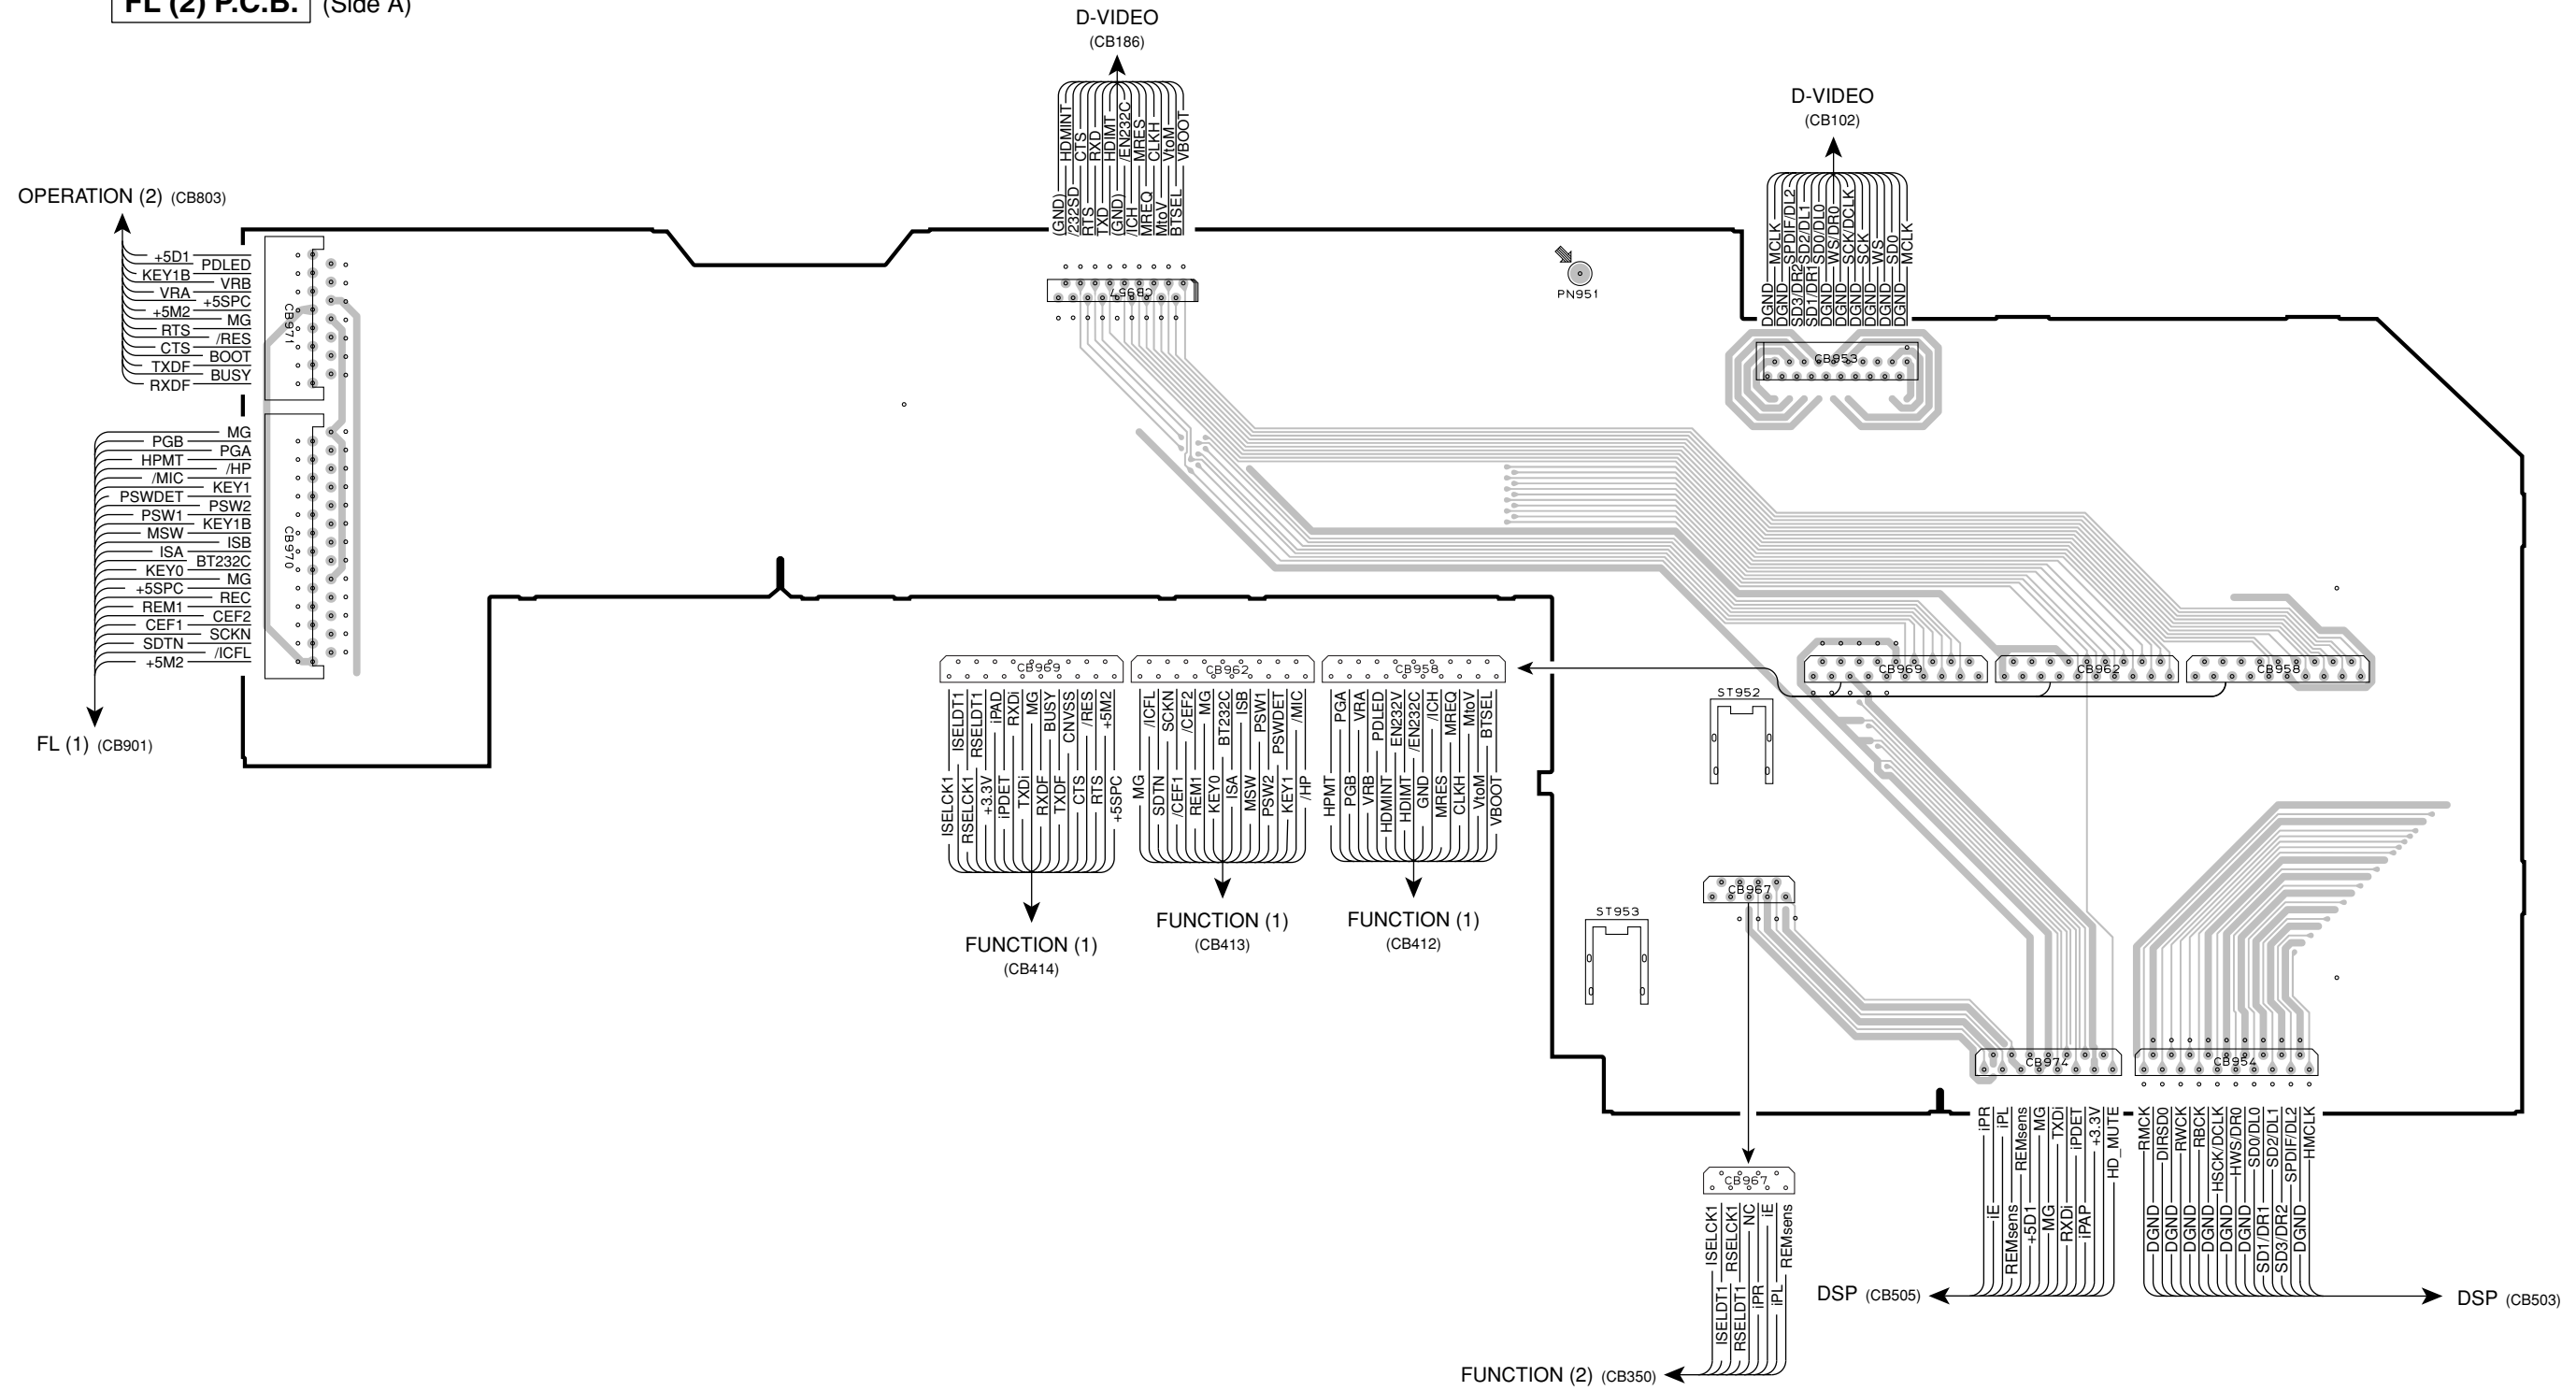 FL (2) P.C.B. (Side A)
D-VIDEO
(CB186)
HDMINT
CTS
RXD
HDIMT
/EN232C
MRES
CLKH
VtoM
VBOOT
(GND)
/232SD
RTS
TXD
(GND)
/ICH
MREQ
MtoV
BTSEL
CB957
D-VIDEO
(CB102)
MCLK
SPDIF/DL2
SD2/DL1
SD0/DL0
WS/DR0
SCK/DCLK
SCK
WS
SD0
MCLK
DGND
DGND
SD3/DR2
SD1/DR1
DGND
DGND
DGND
DGND
DGND
DGND
CB953
PN951
OPERATION (2) (CB803)
+5D1
PDLED
KEY1B
VRB
VRA
+5SPC
+5M2
MG
RTS
/RES
CTS
BOOT
TXDF
BUSY
RXDF
CB971
MG
PGB
PGA
HPMT
/HP
/MIC
KEY1
PSWDET
PSW2
PSW1
KEY1B
MSW
ISB
ISA
BT232C
KEY0
MG
+5SPC
REC
REM1
CEF2
CEF1
SCKN
SDTN
/ICFL
+5M2
CB970
FL (1) (CB901)
CB969
CB962
CB958
ISELDT1
RSELDT1
iPAD
RXDi
MG
BUSY
CNVSS
/RES
+5M2
ISELCK1
RSELCK1
+3.3V
iPDET
TXDi
RXDF
TXDF
CTS
RTS
+5SPC
FUNCTION (1)
(CB414)
/ICFL
SCKN
/CEF2
MG
BT232C
ISB
PSW1
PSWDET
/MIC
MG
SDTN
/CEF1
REM1
KEY0
ISA
MSW
PSW2
KEY1
/HP
FUNCTION (1)
(CB413)
PGA
VRA
PDLED
EN232V
/EN232C
/ICH
MREQ
MtoV
BTSEL
HPMT
PGB
VRB
HDMINT
HDIMT
GND
MRES
CLKH
VtoM
VBOOT
FUNCTION (1)
(CB412)
CB969
CB962
CB958
ST952
ST953
CB967
CB974
CB954
CB967
ISELCK1
RSELCK1
NC
iE
REMsens
ISELDT1
RSELDT1
iPR
iPL
FUNCTION (2) (CB350)
iPR
iPL
REMsens
MG
TXDi
iPDET
+3.3V
HD_MUTE
iE
REMsens
+5D1
MG
RXDi
iPAP
DSP (CB505)
RMCK
DIRSD0
RWCK
RBCK
HSCK/DCLK
HWS/DR0
SD0/DL0
SD2/DL1
SPDIF/DL2
HMCLK
DGND
DGND
DGND
DGND
DGND
DGND
SD1/DR1
SD3/DR2
DGND
DSP (CB503)